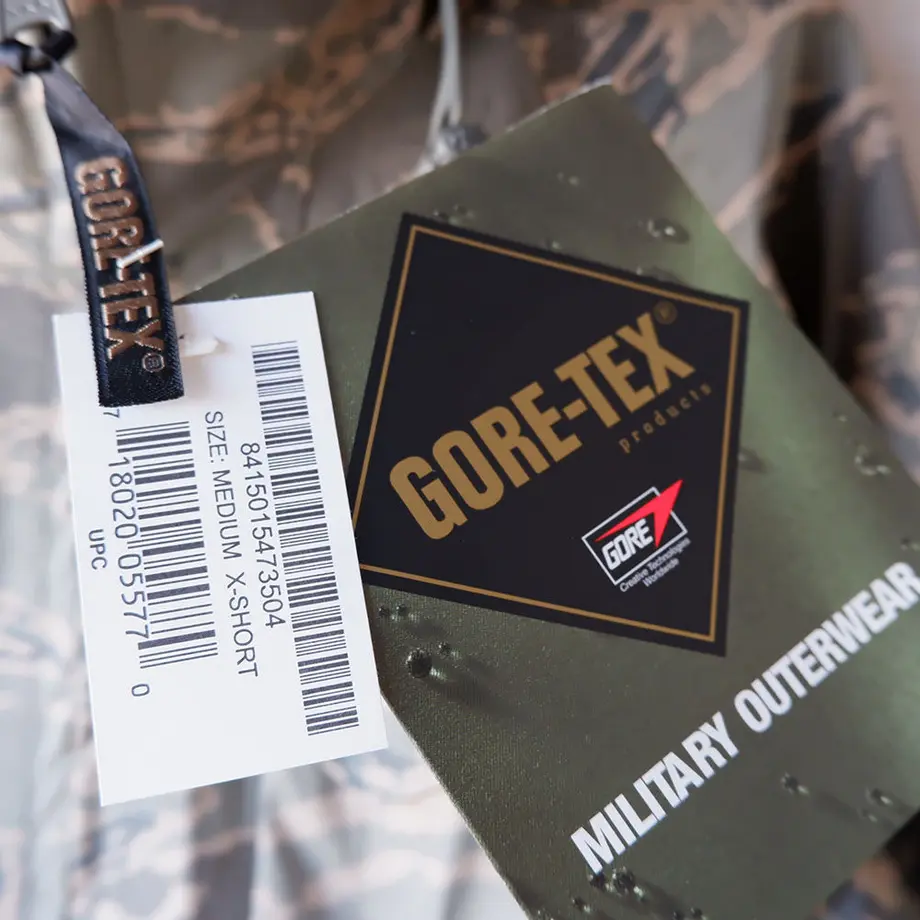 GORE-TEX®
8415015473504
SIZE: MEDIUM X-SHORT
7 18020 05577 0
UPC
GORE-TEX®
products
GORE
Creative Technologies
Worldwide
MILITARY OUTERWEAR